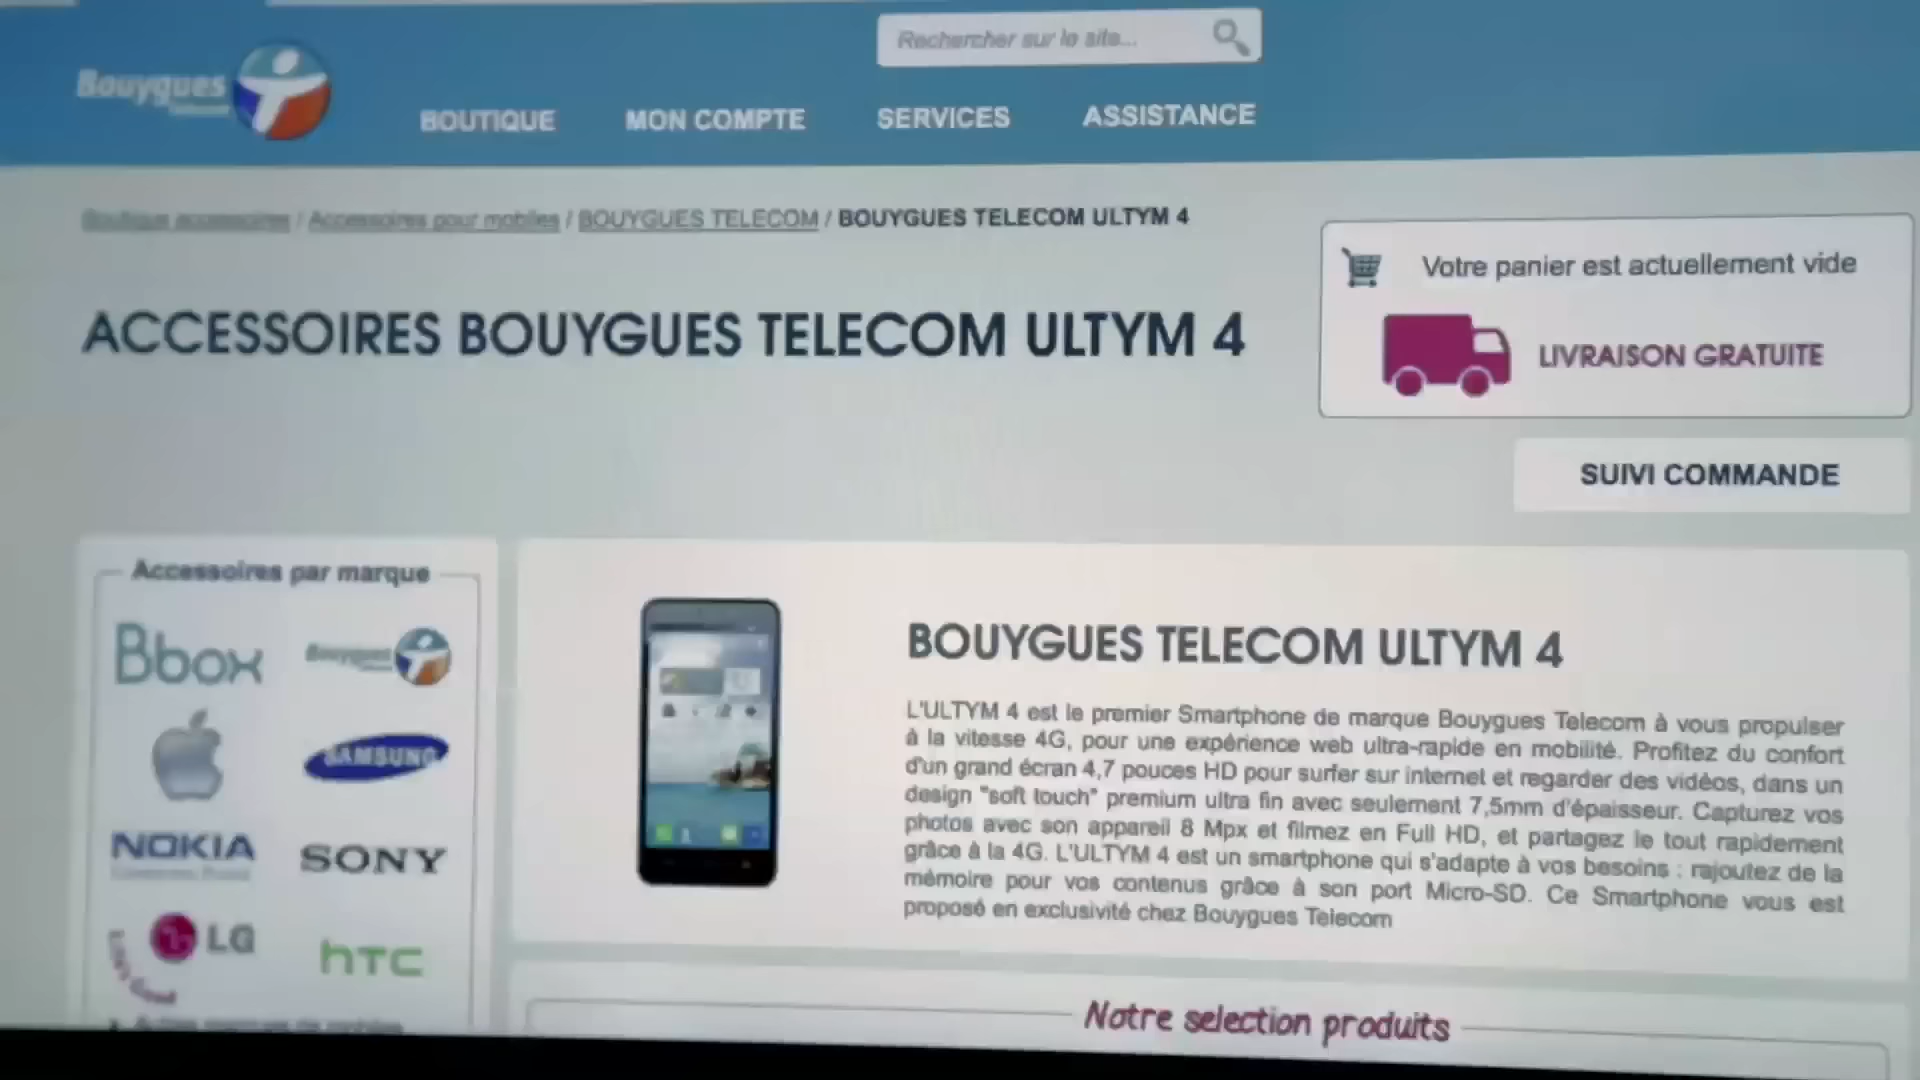 Rechercher sur le site...
Bouygues
Telecom
BOUTIQUE MON COMPTE SERVICES ASSISTANCE
Boutique accessoires / Accessoires pour mobiles / BOUYGUES TELECOM / BOUYGUES TELECOM ULTYM 4
Votre panier est actuellement vide
ACCESSOIRES BOUYGUES TELECOM ULTYM 4
LIVRAISON GRATUITE
SUIVI COMMANDE
Accessoires par marque
Bbox Bouygues
SAMSUNG
NOKIA SONY
LG hTC
Life's Good
BOUYGUES TELECOM ULTYM 4
L'ULTYM 4 est le premier Smartphone de marque Bouygues Telecom à vous propulser
à la vitesse 4G, pour une expérience web ultra-rapide en mobilité. Profitez du confort
d'un grand écran 4,7 pouces HD pour surfer sur internet et regarder des vidéos, dans un
design "soft touch" premium ultra fin avec seulement 7,5mm d'épaisseur. Capturez vos
photos avec son appareil 8 Mpx et filmez en Full HD, et partagez le tout rapidement
grâce à la 4G. L'ULTYM 4 est un smartphone qui s'adapte à vos besoins : rajoutez de la
mémoire pour vos contenus grâce à son port Micro-SD. Ce Smartphone vous est
proposé en exclusivité chez Bouygues Telecom
Notre selection produits